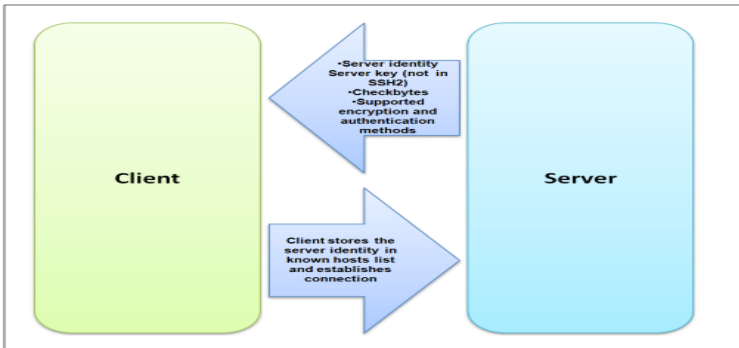 •Server identity
Server key (not in
SSH2)
•Checkbytes
•Supported
encryption and
authentication
methods
Client
Server
Client stores the
server identity in
known hosts list
and establishes
connection